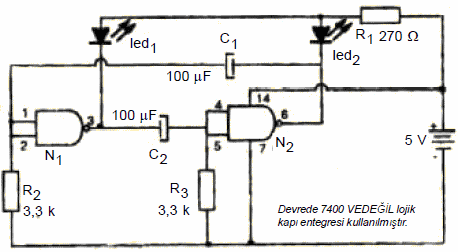 led1
C1
100 µF
led2
R1 270 Ω
1
2
3
N1
100 µF
C2
4
5
14
6
7
N2
5 V
R2
3,3 k
R3
3,3 k
Devrede 7400 VEDEĞİL lojik
kapı entegresi kullanılmıştır.